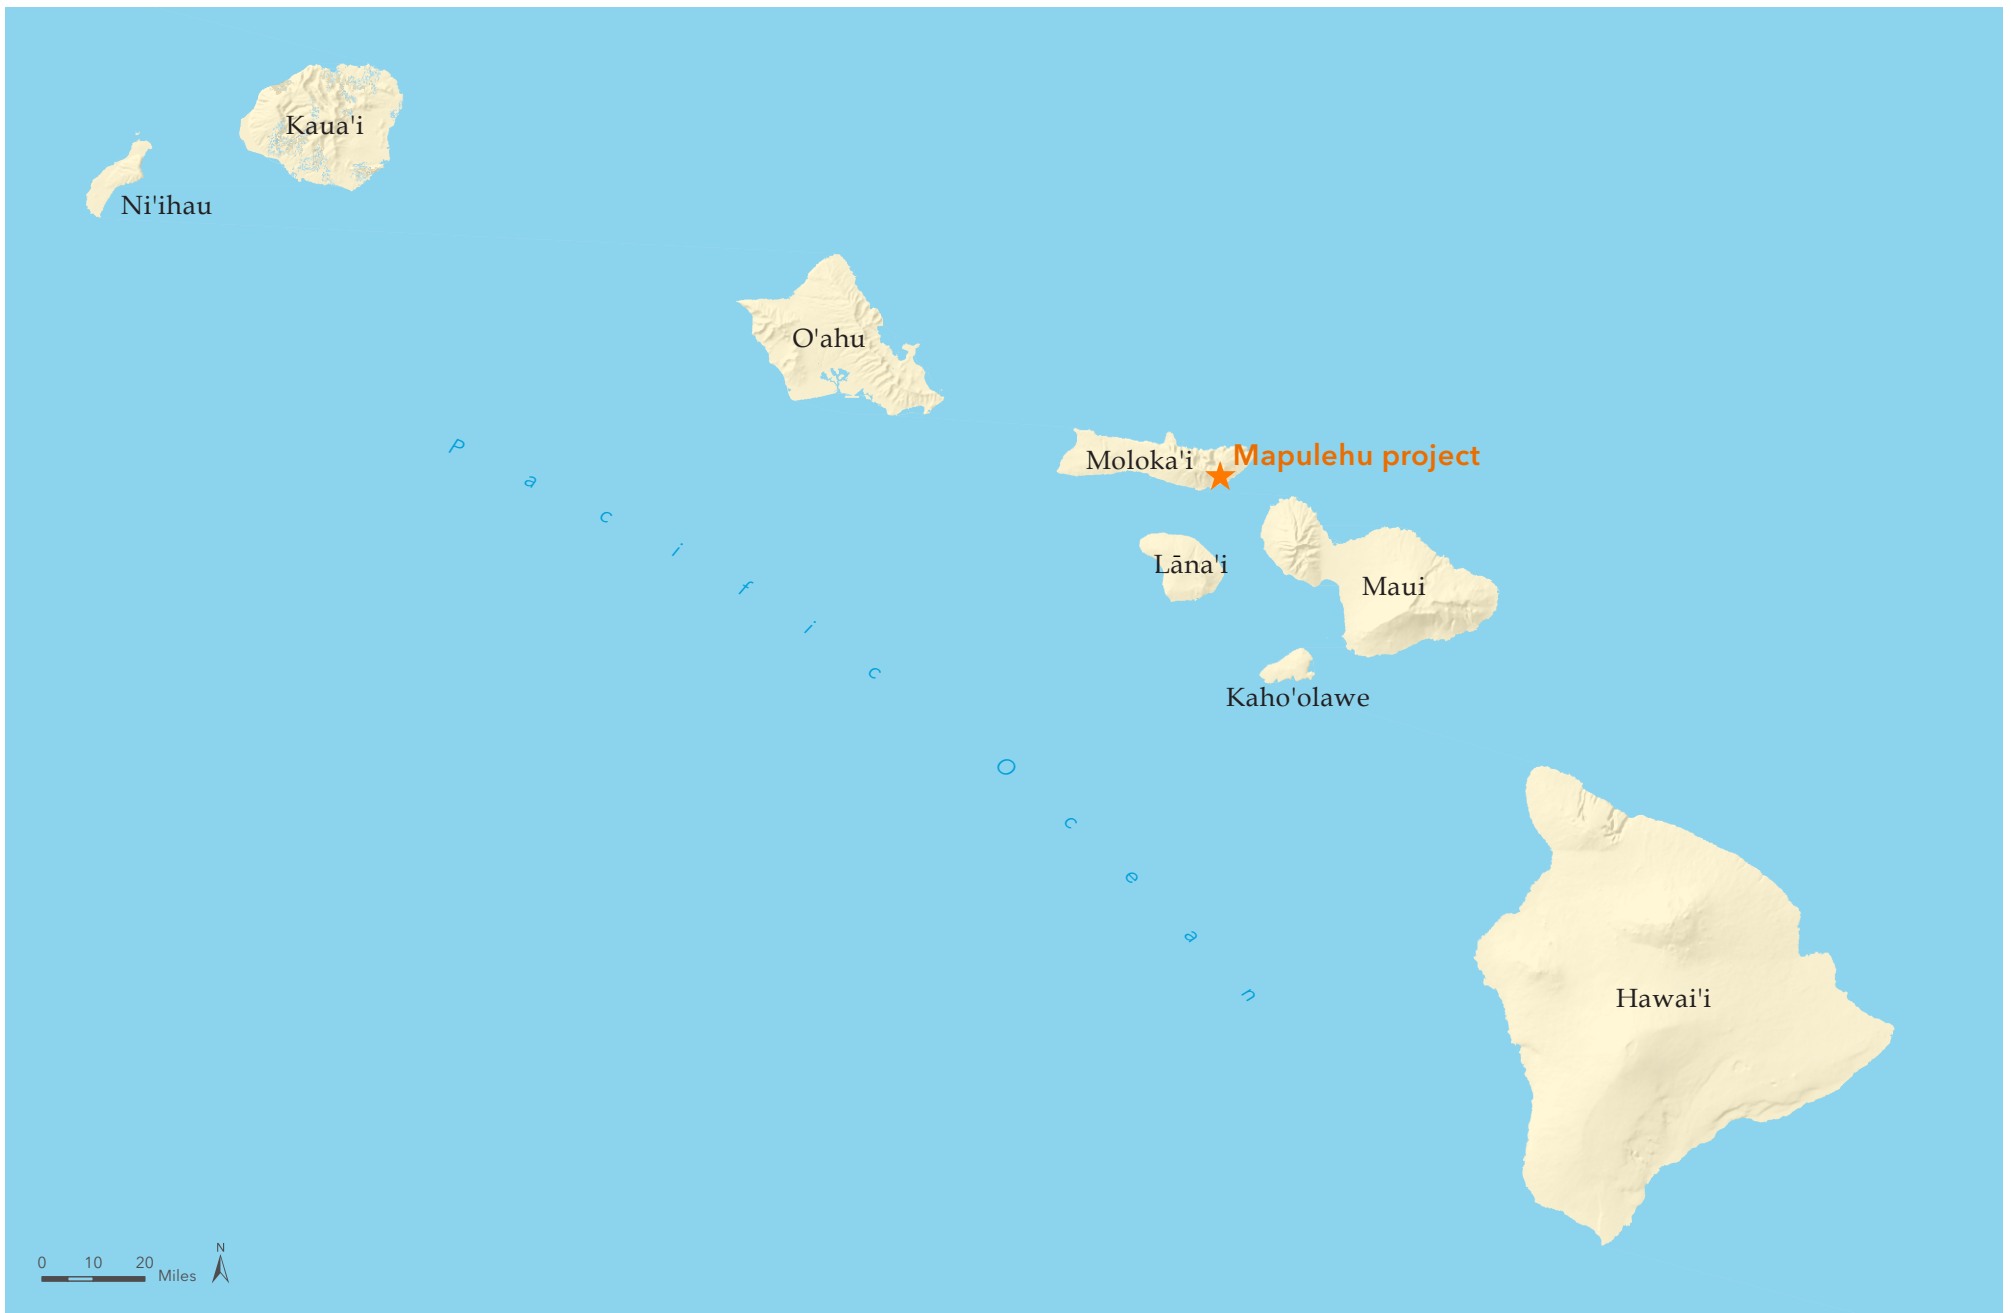 Kaua'i
Ni'ihau
O'ahu
Moloka'i
Mapulehu project
Lāna'i
Maui
Kaho'olawe
Pacific Ocean
Hawai'i
N
0 10 20
Miles